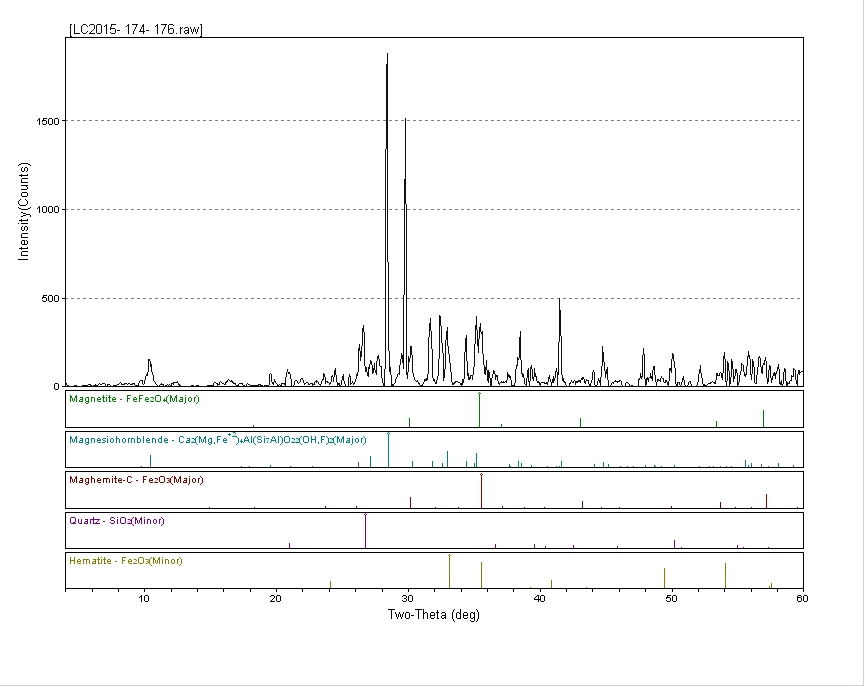 [LC2015- 174- 176.raw]
Intensity(Counts)
1500
1000
500
0
Magnetite - FeFe₂O₄(Major)
Magnesiohornblende - Ca₂(Mg,Fe⁺²)₄Al(Si₇Al)O₂₂(OH,F)₂(Major)
Maghemite-C - Fe₂O₃(Major)
Quartz - SiO₂(Minor)
Hematite - Fe₂O₃(Minor)
10 20 30 40 50 60
Two-Theta (deg)